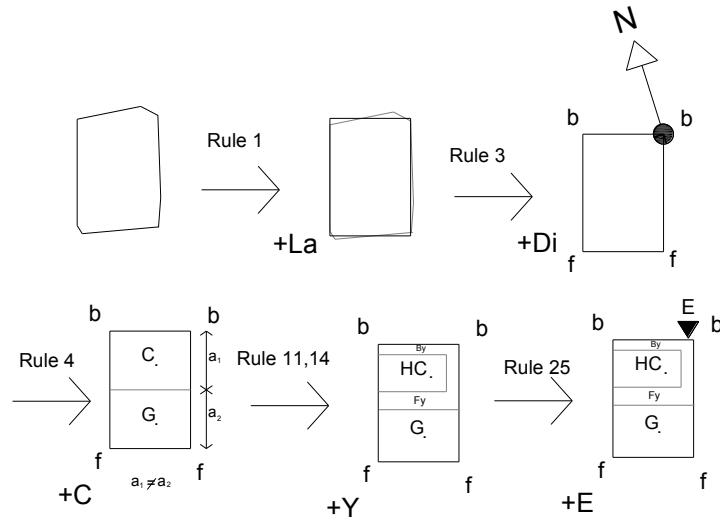 N
b b
Rule 1
Rule 3
+La
+Di
f f
b b
E
b b
b b
Rule 4
C.
a₁
Rule 11,14
By
HC.
Rule 25
By
HC.
G.
a₂
Fy
G.
Fy
G.
f f
f f
f f
+C
a₁≠a₂
+Y
+E